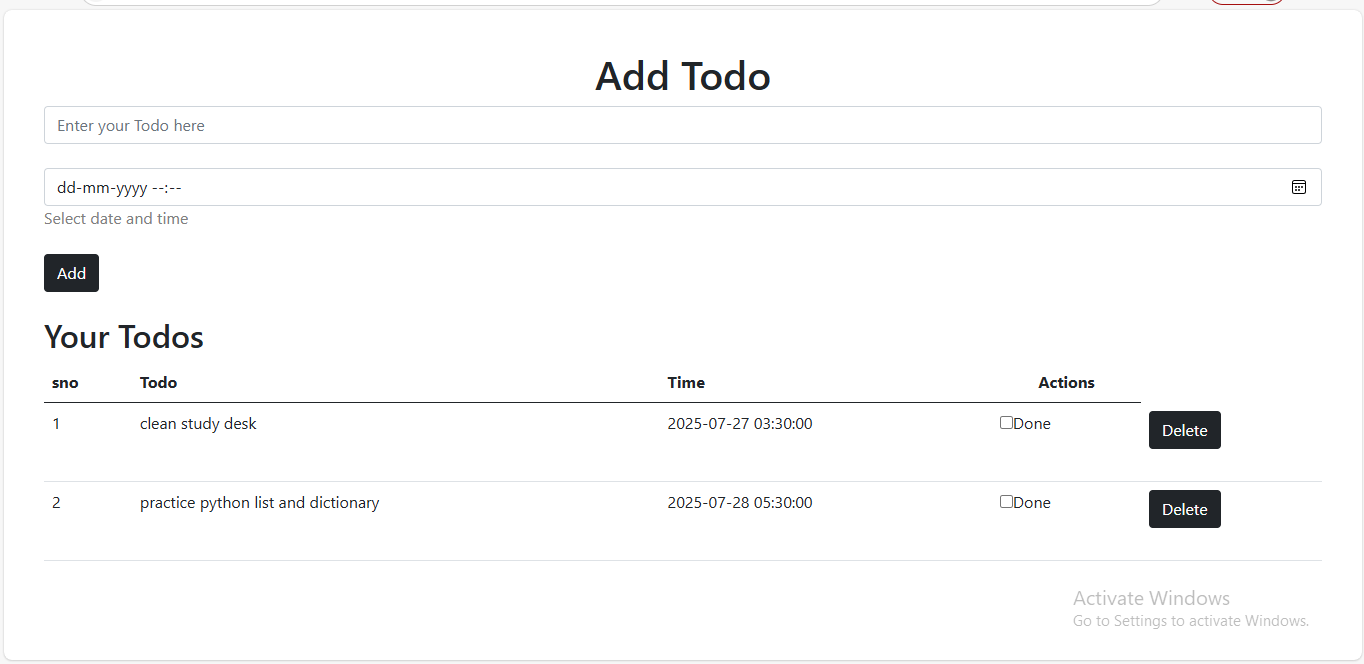 Add Todo
Enter your Todo here
dd-mm-yyyy --:--
Select date and time
Add
Your Todos
sno Todo Time Actions
1 clean study desk 2025-07-27 03:30:00 Done Delete
2 practice python list and dictionary 2025-07-28 05:30:00 Done Delete
Activate Windows
Go to Settings to activate Windows.